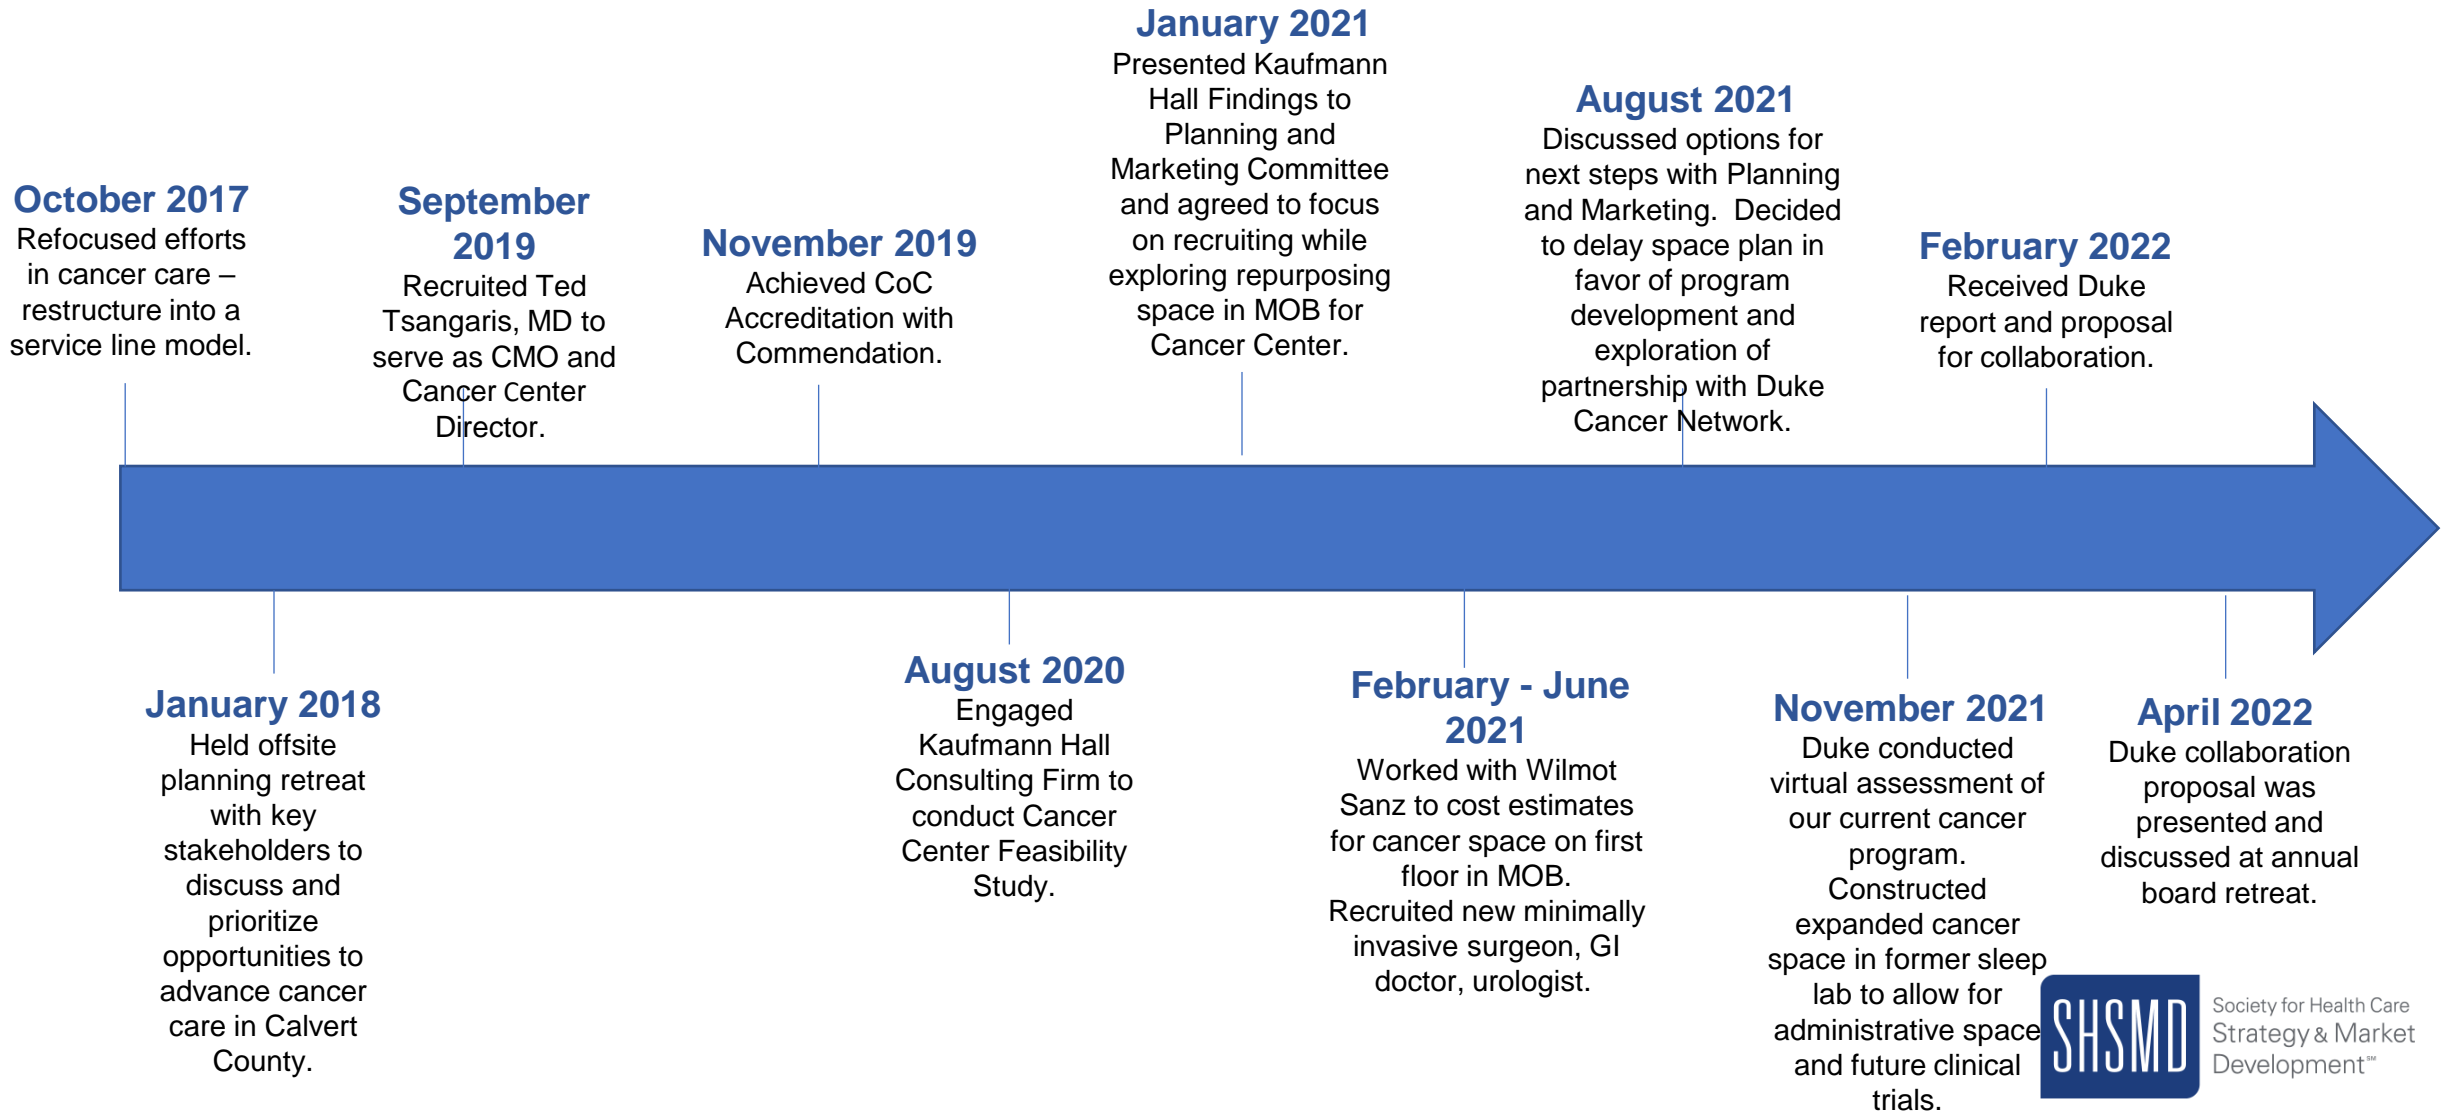 October 2017
Refocused efforts
in cancer care –
restructure into a
service line model.
September
2019
Recruited Ted
Tsangaris, MD to
serve as CMO and
Cancer Center
Director.
November 2019
Achieved CoC
Accreditation with
Commendation.
January 2021
Presented Kaufmann
Hall Findings to
Planning and
Marketing Committee
and agreed to focus
on recruiting while
exploring repurposing
space in MOB for
Cancer Center.
August 2021
Discussed options for
next steps with Planning
and Marketing.  Decided
to delay space plan in
favor of program
development and
exploration of
partnership with Duke
Cancer Network.
February 2022
Received Duke
report and proposal
for collaboration.
January 2018
Held offsite
planning retreat
with key
stakeholders to
discuss and
prioritize
opportunities to
advance cancer
care in Calvert
County.
August 2020
Engaged
Kaufmann Hall
Consulting Firm to
conduct Cancer
Center Feasibility
Study.
February - June
2021
Worked with Wilmot
Sanz to cost estimates
for cancer space on first
floor in MOB.
Recruited new minimally
invasive surgeon, GI
doctor, urologist.
November 2021
Duke conducted
virtual assessment of
our current cancer
program.
Constructed
expanded cancer
space in former sleep
lab to allow for
administrative space
and future clinical
trials.
April 2022
Duke collaboration
proposal was
presented and
discussed at annual
board retreat.
SHSMD
Society for Health Care
Strategy & Market
Development℠